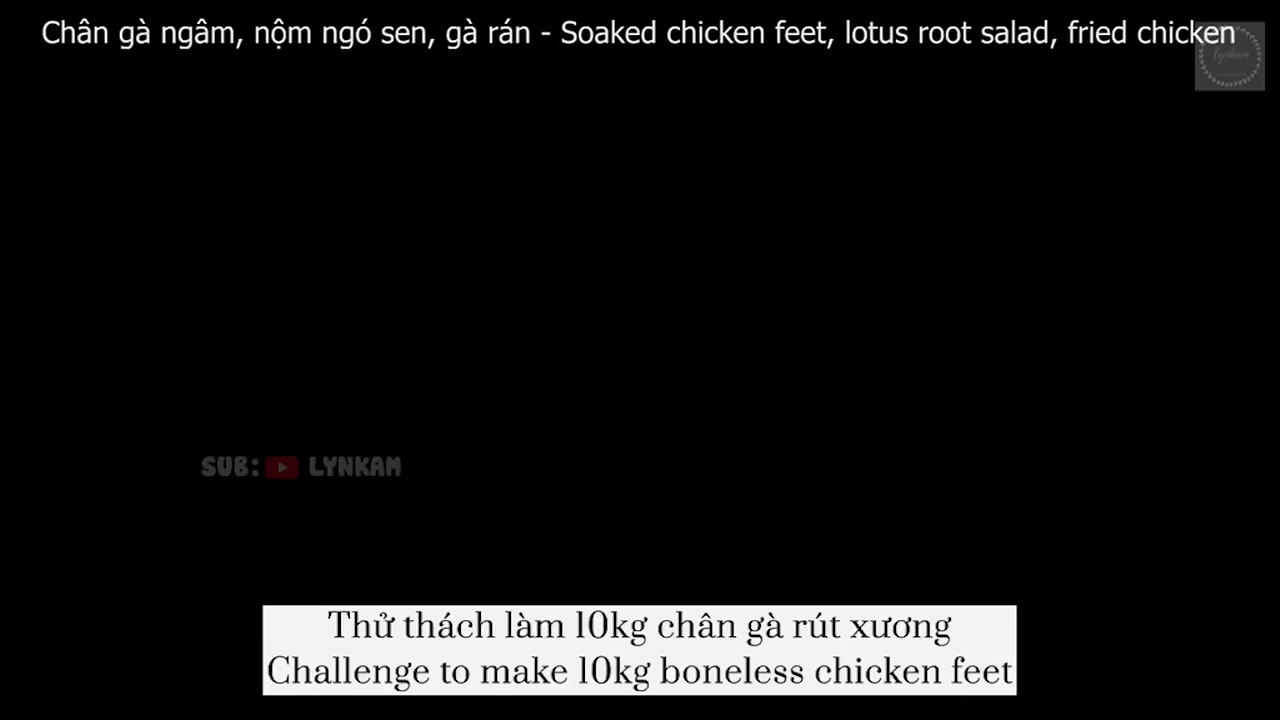 Chân gà ngâm, nộm ngó sen, gà rán - Soaked chicken feet, lotus root salad, fried chicken
SUB: LYNKAM
Thử thách làm 10kg chân gà rút xương
Challenge to make 10kg boneless chicken feet